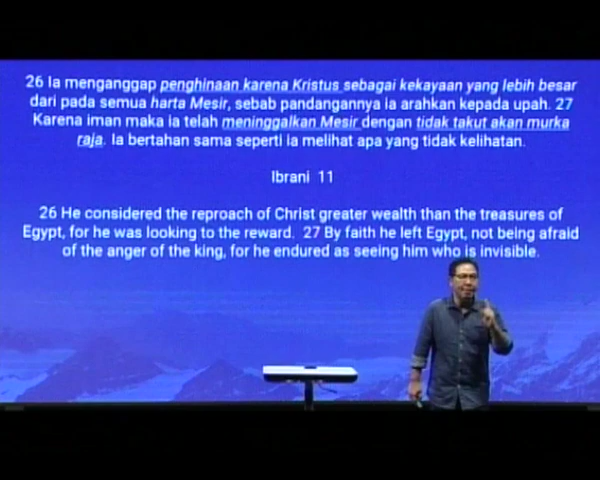 26 Ia menganggap penghinaan karena Kristus sebagai kekayaan yang lebih besar
dari pada semua harta Mesir, sebab pandangannya ia arahkan kepada upah. 27
Karena iman maka ia telah meninggalkan Mesir dengan tidak takut akan murka
raja. Ia bertahan sama seperti ia melihat apa yang tidak kelihatan.
Ibrani 11
26 He considered the reproach of Christ greater wealth than the treasures of
Egypt, for he was looking to the reward. 27 By faith he left Egypt, not being afraid
of the anger of the king, for he endured as seeing him who is invisible.